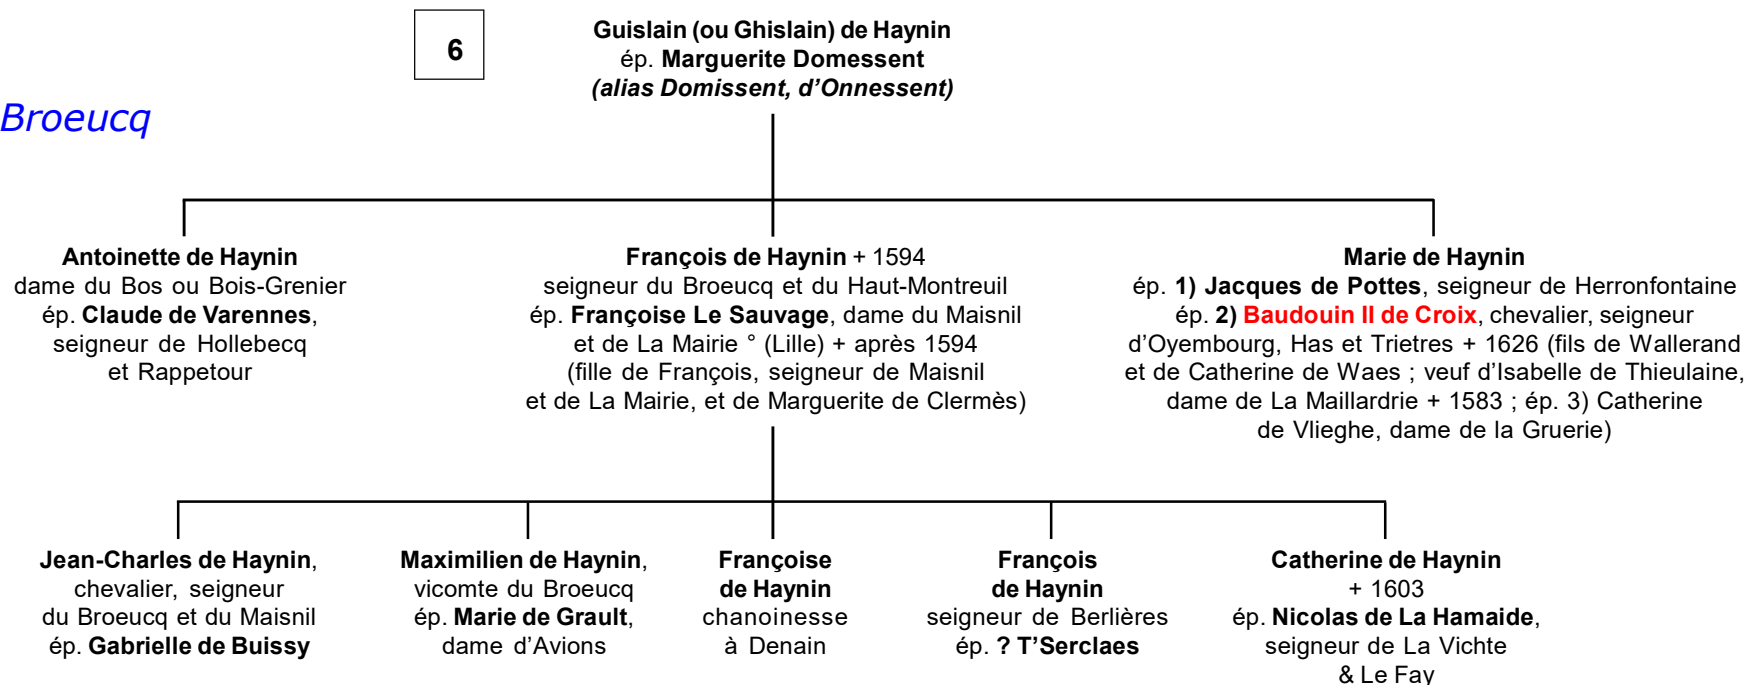 6
Guislain (ou Ghislain) de Haynin
ép. Marguerite Domessent
(alias Domissent, d’Onnessent)
Broeucq
Antoinette de Haynin
dame du Bos ou Bois-Grenier
ép. Claude de Varennes,
seigneur de Hollebecq
et Rappetour
François de Haynin + 1594
seigneur du Broeucq et du Haut-Montreuil
ép. Françoise Le Sauvage, dame du Maisnil
et de La Mairie ° (Lille) + après 1594
(fille de François, seigneur de Maisnil
et de La Mairie, et de Marguerite de Clermès)
Marie de Haynin
ép. 1) Jacques de Pottes, seigneur de Herronfontaine
ép. 2) Baudouin II de Croix, chevalier, seigneur
d’Oyembourg, Has et Trietres + 1626 (fils de Wallerand
et de Catherine de Waes ; veuf d’Isabelle de Thieulaine,
dame de La Maillardrie + 1583 ; ép. 3) Catherine
de Vlieghe, dame de la Gruerie)
Jean-Charles de Haynin,
chevalier, seigneur
du Broeucq et du Maisnil
ép. Gabrielle de Buissy
Maximilien de Haynin,
vicomte du Broeucq
ép. Marie de Grault,
dame d’Avions
Françoise
de Haynin
chanoinesse
à Denain
François
de Haynin
seigneur de Berlières
ép. ? T’Serclaes
Catherine de Haynin
+ 1603
ép. Nicolas de La Hamaide,
seigneur de La Vichte
& Le Fay